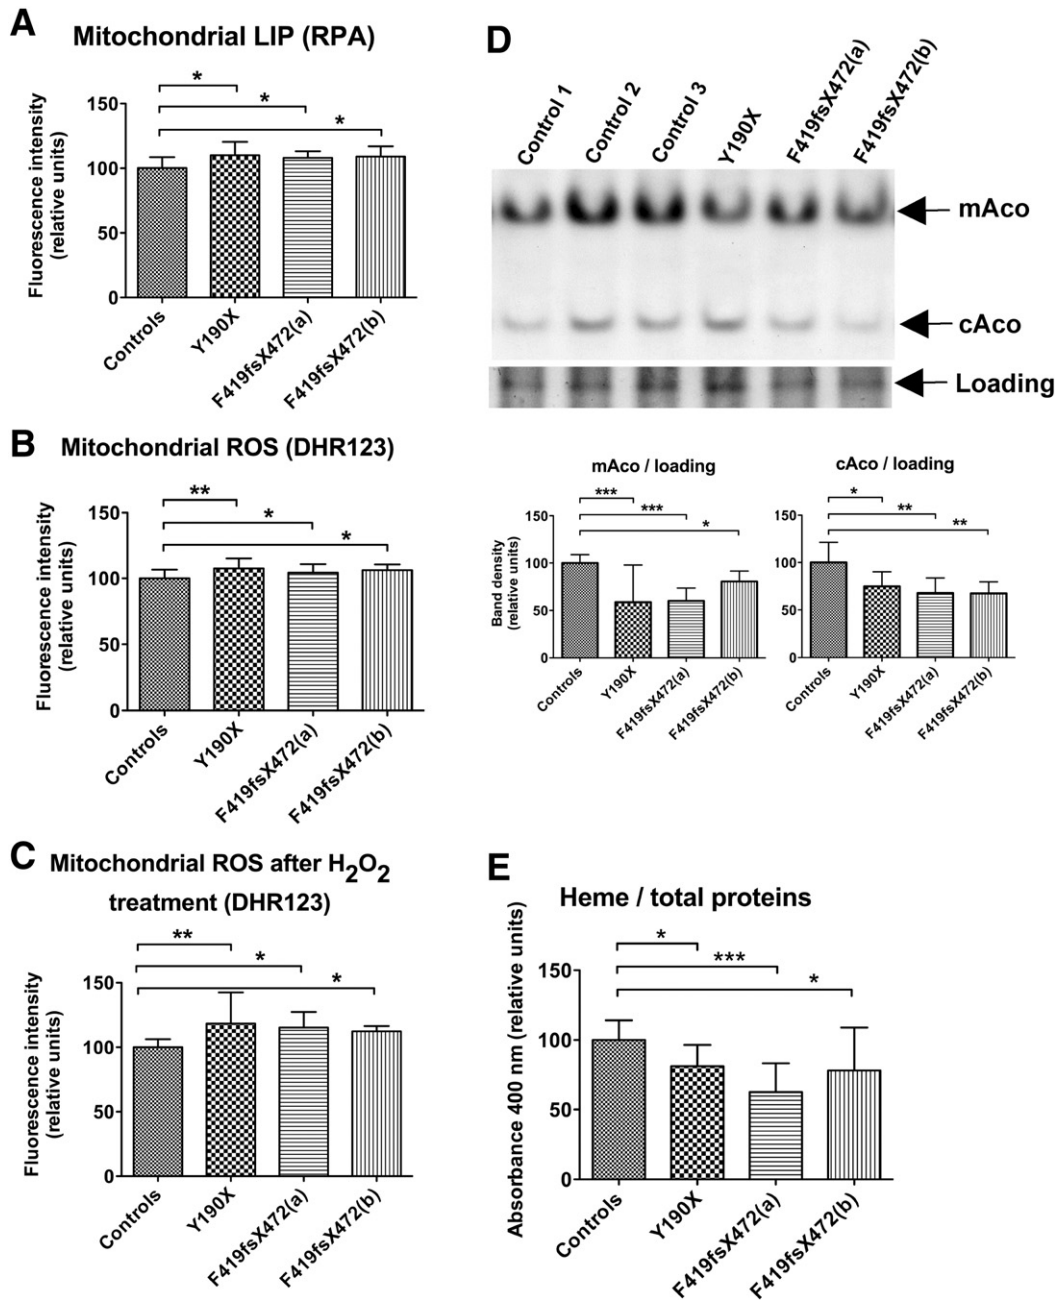 A
Mitochondrial LIP (RPA)
Fluorescence intensity
(relative units)
150
100
50
0
*
*
*
Controls
Y190X
F419fsX472(a)
F419fsX472(b)
B
Mitochondrial ROS (DHR123)
Fluorescence intensity
(relative units)
150
100
50
0
**
*
*
Controls
Y190X
F419fsX472(a)
F419fsX472(b)
C
Mitochondrial ROS after H2O2
treatment (DHR123)
Fluorescence intensity
(relative units)
150
100
50
0
**
*
*
Controls
Y190X
F419fsX472(a)
F419fsX472(b)
D
Control 1
Control 2
Control 3
Y190X
F419fsX472(a)
F419fsX472(b)
mAco
cAco
Loading
mAco / loading
Band density
(relative units)
150
100
50
0
***
***
*
Controls
Y190X
F419fsX472(a)
F419fsX472(b)
cAco / loading
150
100
50
0
*
**
**
Controls
Y190X
F419fsX472(a)
F419fsX472(b)
E
Heme / total proteins
Absorbance 400 nm (relative units)
150
100
50
0
*
***
*
Controls
Y190X
F419fsX472(a)
F419fsX472(b)